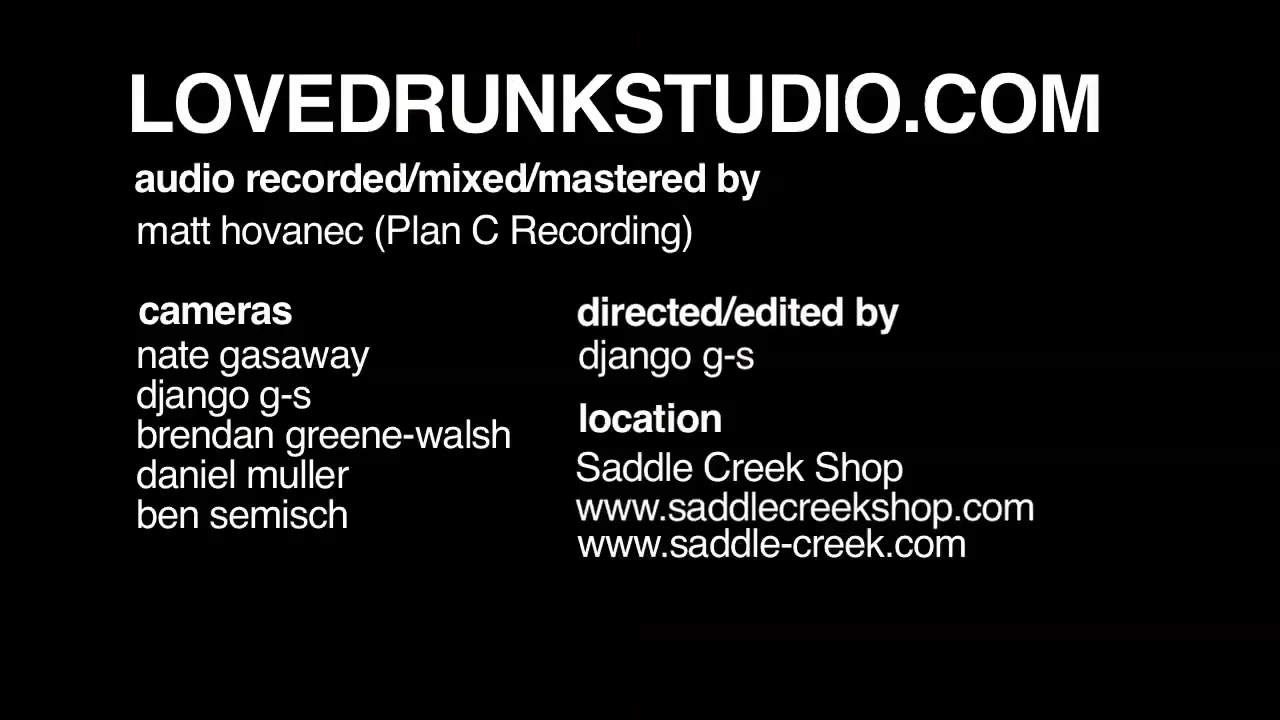 LOVEDRUNKSTUDIO.COM
audio recorded/mixed/mastered by
matt hovanec (Plan C Recording)
cameras
nate gasaway
django g-s
brendan greene-walsh
daniel muller
ben semisch
directed/edited by
django g-s
location
Saddle Creek Shop
www.saddlecreekshop.com
www.saddle-creek.com